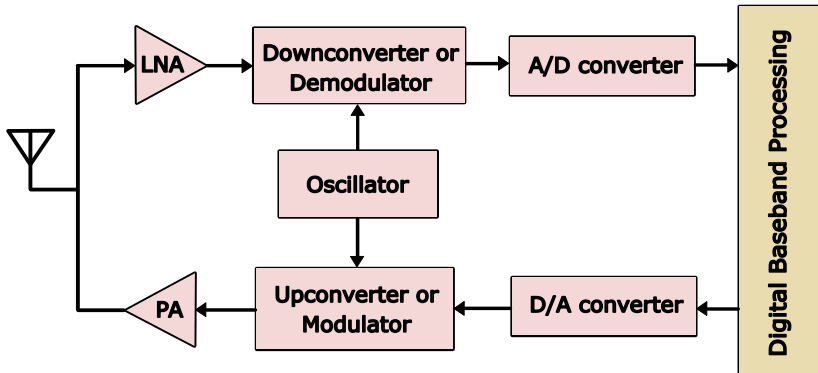 LNA
Downconverter or
Demodulator
A/D converter
Oscillator
PA
Upconverter or
Modulator
D/A converter
Digital Baseband Processing